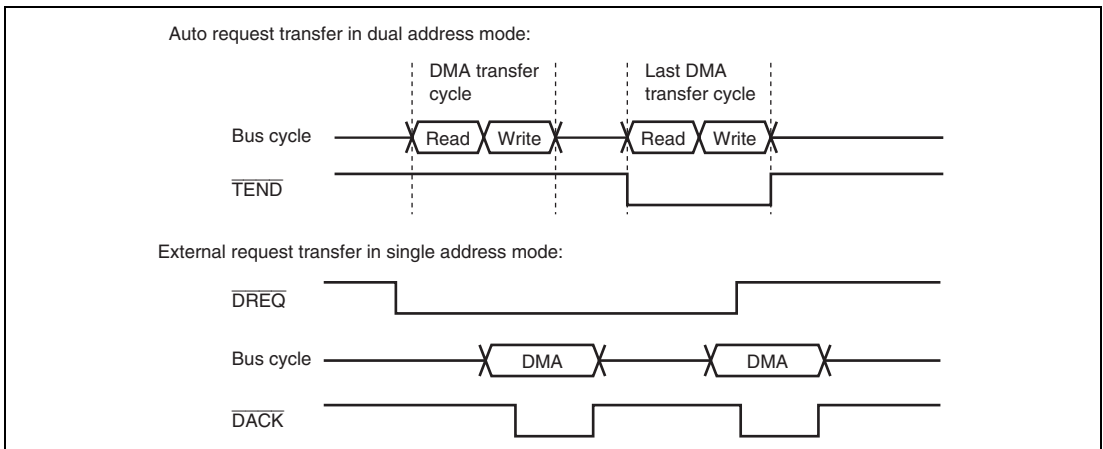 Auto request transfer in dual address mode:
DMA transfer cycle
Last DMA transfer cycle
Bus cycle
Read
Write
Read
Write
TEND
External request transfer in single address mode:
DREQ
Bus cycle
DMA
DMA
DACK